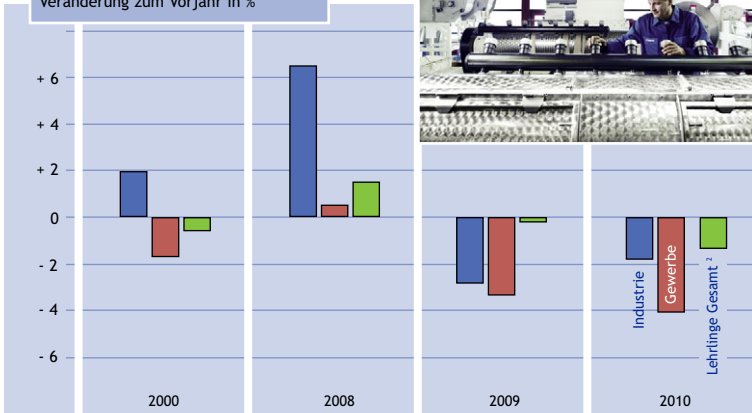 Veränderung zum Vorjahr in %
+ 6
+ 4
+ 2
0
- 2
- 4
- 6
Industrie
Gewerbe
Lehrlinge Gesamt ²
2000
2008
2009
2010